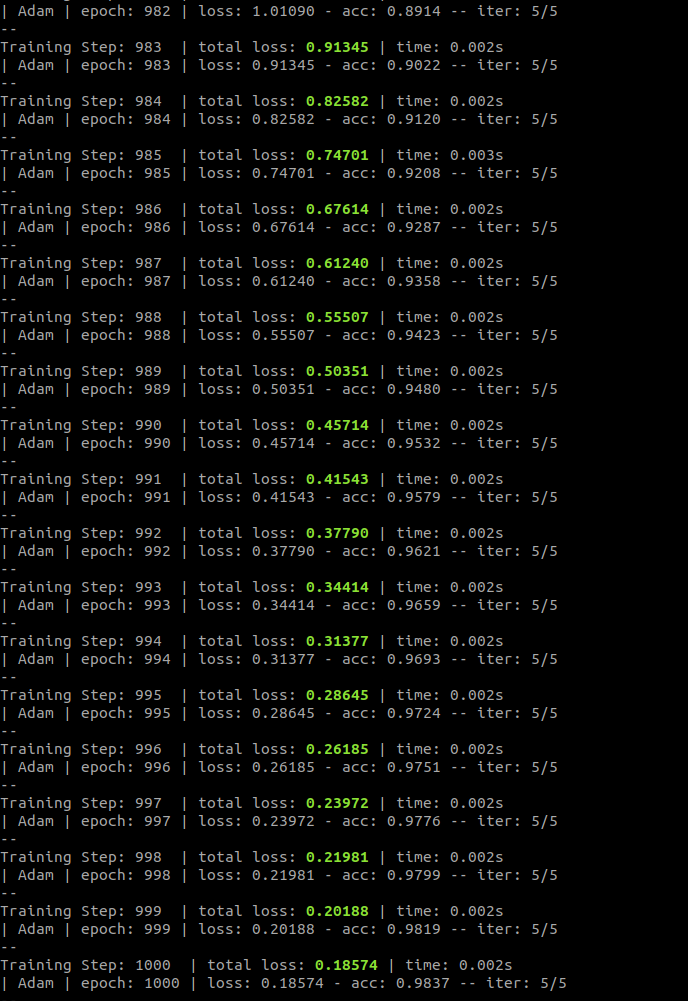 | Adam | epoch: 982 | loss: 1.01090 - acc: 0.8914 -- iter: 5/5
--
Training Step: 983  | total loss: 0.91345 | time: 0.002s
| Adam | epoch: 983 | loss: 0.91345 - acc: 0.9022 -- iter: 5/5
--
Training Step: 984  | total loss: 0.82582 | time: 0.002s
| Adam | epoch: 984 | loss: 0.82582 - acc: 0.9120 -- iter: 5/5
--
Training Step: 985  | total loss: 0.74701 | time: 0.003s
| Adam | epoch: 985 | loss: 0.74701 - acc: 0.9208 -- iter: 5/5
--
Training Step: 986  | total loss: 0.67614 | time: 0.002s
| Adam | epoch: 986 | loss: 0.67614 - acc: 0.9287 -- iter: 5/5
--
Training Step: 987  | total loss: 0.61240 | time: 0.002s
| Adam | epoch: 987 | loss: 0.61240 - acc: 0.9358 -- iter: 5/5
--
Training Step: 988  | total loss: 0.55507 | time: 0.002s
| Adam | epoch: 988 | loss: 0.55507 - acc: 0.9423 -- iter: 5/5
--
Training Step: 989  | total loss: 0.50351 | time: 0.002s
| Adam | epoch: 989 | loss: 0.50351 - acc: 0.9480 -- iter: 5/5
--
Training Step: 990  | total loss: 0.45714 | time: 0.002s
| Adam | epoch: 990 | loss: 0.45714 - acc: 0.9532 -- iter: 5/5
--
Training Step: 991  | total loss: 0.41543 | time: 0.002s
| Adam | epoch: 991 | loss: 0.41543 - acc: 0.9579 -- iter: 5/5
--
Training Step: 992  | total loss: 0.37790 | time: 0.002s
| Adam | epoch: 992 | loss: 0.37790 - acc: 0.9621 -- iter: 5/5
--
Training Step: 993  | total loss: 0.34414 | time: 0.002s
| Adam | epoch: 993 | loss: 0.34414 - acc: 0.9659 -- iter: 5/5
--
Training Step: 994  | total loss: 0.31377 | time: 0.002s
| Adam | epoch: 994 | loss: 0.31377 - acc: 0.9693 -- iter: 5/5
--
Training Step: 995  | total loss: 0.28645 | time: 0.002s
| Adam | epoch: 995 | loss: 0.28645 - acc: 0.9724 -- iter: 5/5
--
Training Step: 996  | total loss: 0.26185 | time: 0.002s
| Adam | epoch: 996 | loss: 0.26185 - acc: 0.9751 -- iter: 5/5
--
Training Step: 997  | total loss: 0.23972 | time: 0.002s
| Adam | epoch: 997 | loss: 0.23972 - acc: 0.9776 -- iter: 5/5
--
Training Step: 998  | total loss: 0.21981 | time: 0.002s
| Adam | epoch: 998 | loss: 0.21981 - acc: 0.9799 -- iter: 5/5
--
Training Step: 999  | total loss: 0.20188 | time: 0.002s
| Adam | epoch: 999 | loss: 0.20188 - acc: 0.9819 -- iter: 5/5
--
Training Step: 1000  | total loss: 0.18574 | time: 0.002s
| Adam | epoch: 1000 | loss: 0.18574 - acc: 0.9837 -- iter: 5/5